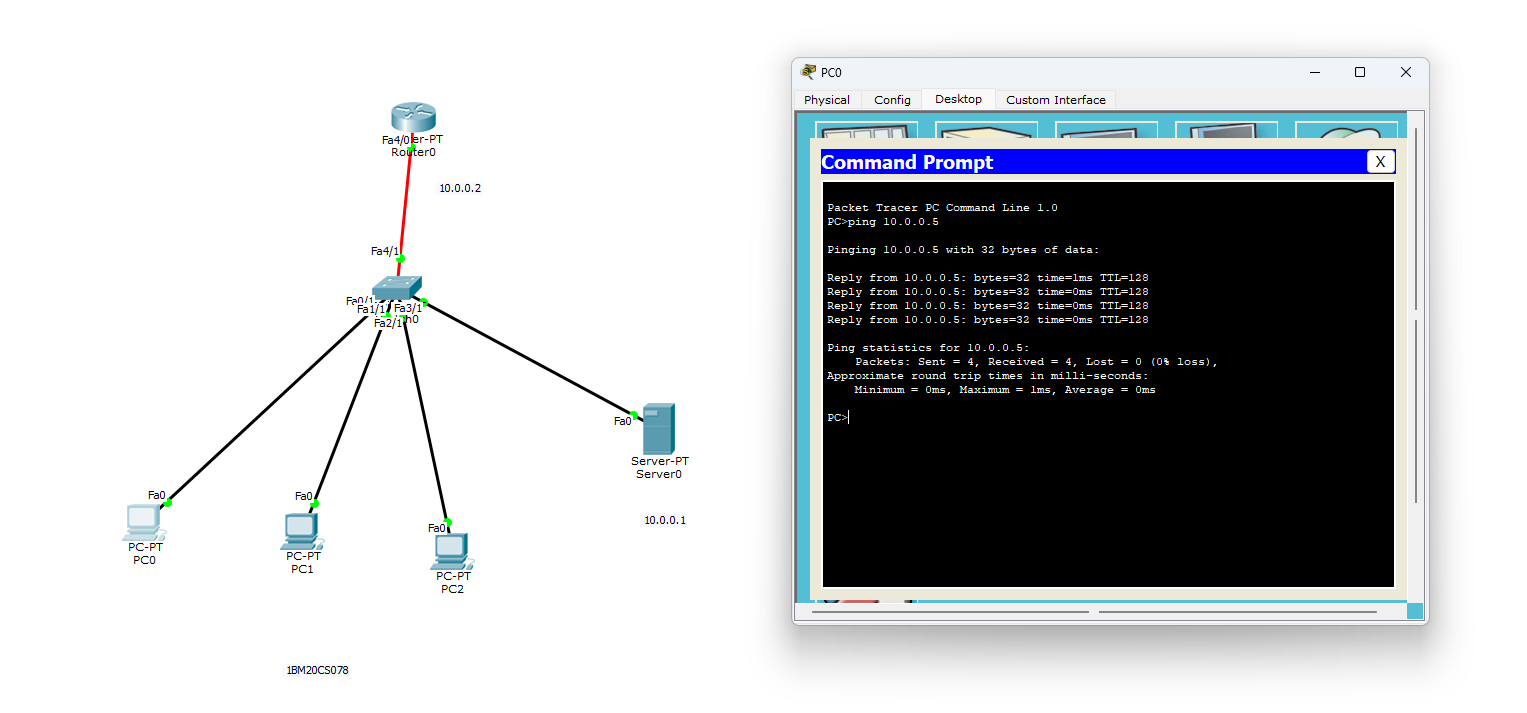 Fa4/0
er-PT
Router0
10.0.0.2
Fa4/1
Fa0/1
Fa1/1
Fa3/1
Fa2/1
h0
Fa0
Server-PT
Server0
10.0.0.1
Fa0
PC-PT
PC0
Fa0
PC-PT
PC1
Fa0
PC-PT
PC2
1BM20CS078
PC0
Physical Config Desktop Custom Interface
Command Prompt X
Packet Tracer PC Command Line 1.0
PC>ping 10.0.0.5
Pinging 10.0.0.5 with 32 bytes of data:
Reply from 10.0.0.5: bytes=32 time=1ms TTL=128
Reply from 10.0.0.5: bytes=32 time=0ms TTL=128
Reply from 10.0.0.5: bytes=32 time=0ms TTL=128
Reply from 10.0.0.5: bytes=32 time=0ms TTL=128
Ping statistics for 10.0.0.5:
Packets: Sent = 4, Received = 4, Lost = 0 (0% loss),
Approximate round trip times in milli-seconds:
Minimum = 0ms, Maximum = 1ms, Average = 0ms
PC>